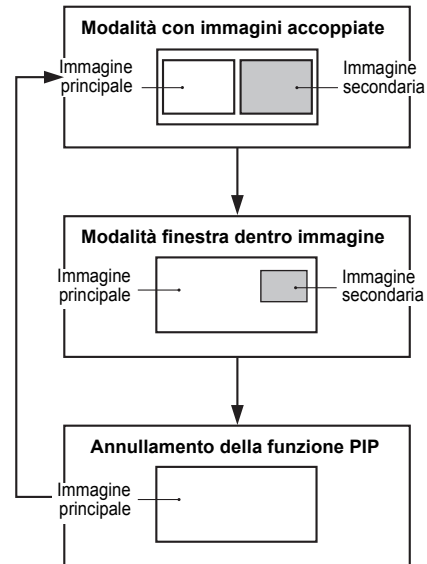 Modalità con immagini accoppiate
Immagine
principale
Immagine
secondaria
Modalità finestra dentro immagine
Immagine
principale
Immagine
secondaria
Annullamento della funzione PIP
Immagine
principale